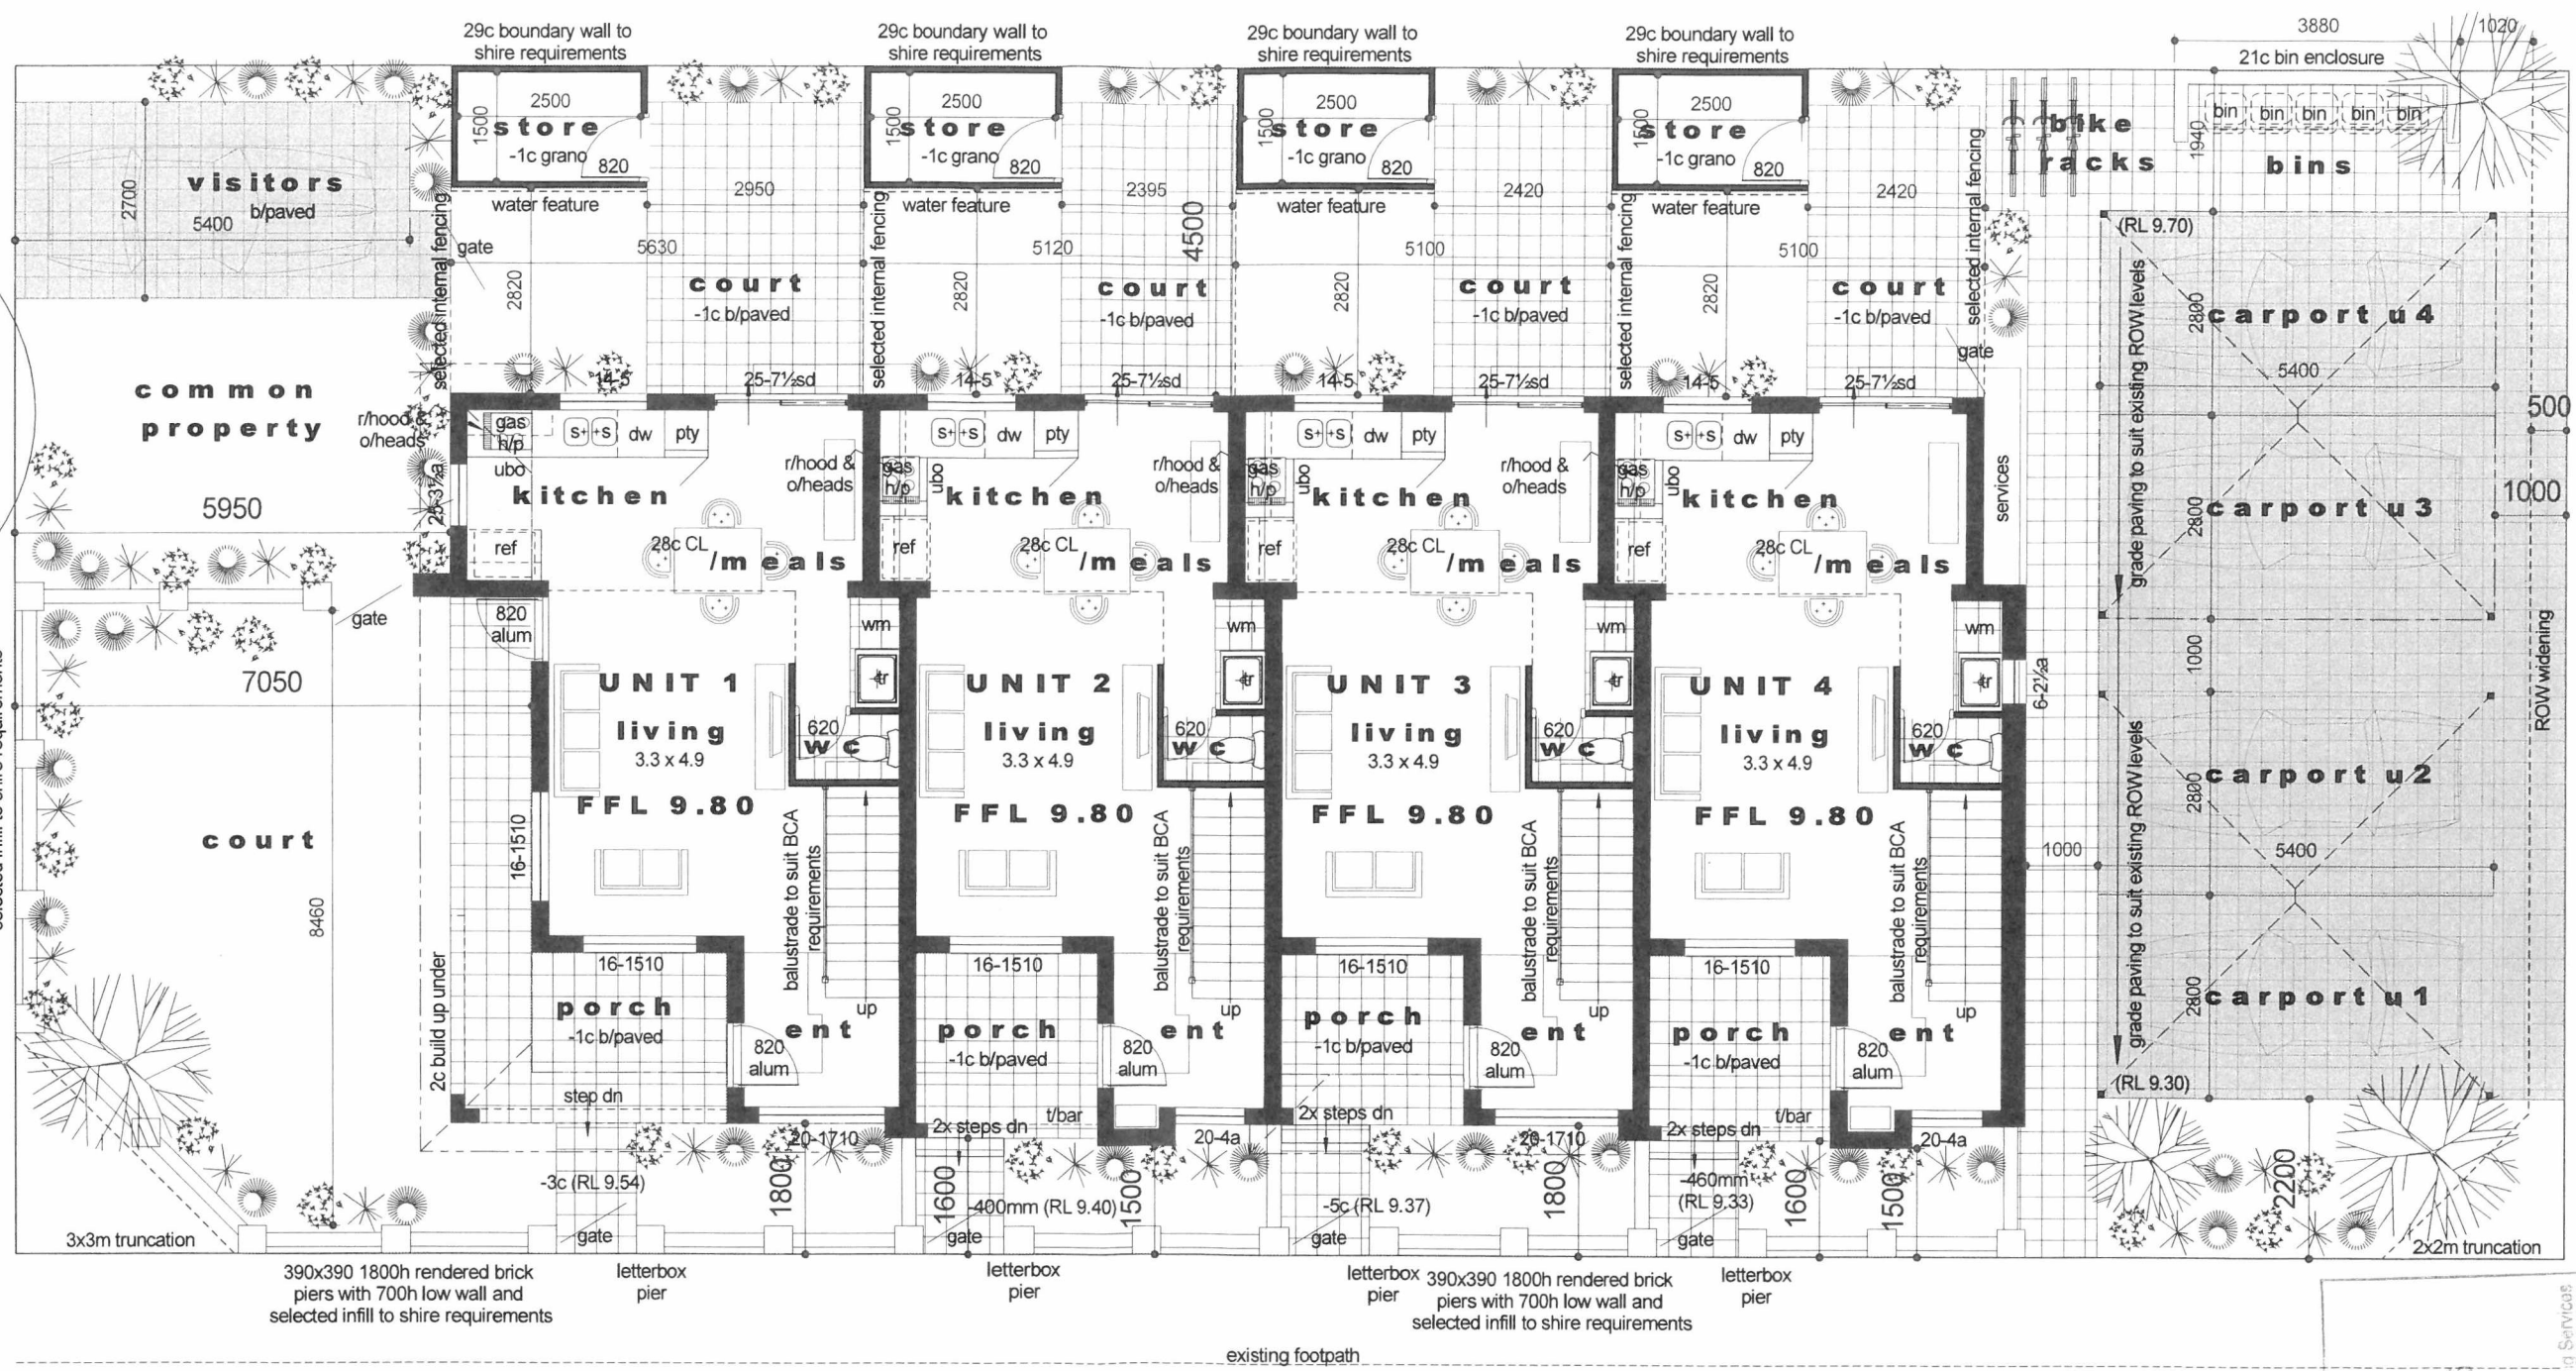 29c boundary wall to
shire requirements
29c boundary wall to
shire requirements
29c boundary wall to
shire requirements
29c boundary wall to
shire requirements
3880
1020
21c bin enclosure
2500
1500
store
-1c grano
820
water feature
2500
1500
store
-1c grano
820
water feature
2500
1500
store
-1c grano
820
water feature
2500
1500
store
-1c grano
820
water feature
bike
racks
bin
bin
bin
bin
bin
1940
bins
visitors
b/paved
5400
2700
selected internal fencing
gate
2950
5630
2820
court
-1c b/paved
selected internal fencing
2395
4500
5120
2820
court
-1c b/paved
2420
5100
2820
court
-1c b/paved
selected internal fencing
2420
5100
2820
court
-1c b/paved
selected internal fencing
gate
(RL 9.70)
grade paving to suit existing ROW levels
2800
carport u4
5400
500
2800
carport u3
1000
common
property
r/hood &
o/heads
5950
14-5
25-7½sd
14-5
25-7½sd
14-5
25-7½sd
14-5
25-7½sd
25-3½a
gas
h/p
ubo
s+
+s
dw
pty
r/hood &
o/heads
kitchen
/meals
28c CL
ref
gas
h/p
ubo
s+
+s
dw
pty
r/hood &
o/heads
kitchen
/meals
28c CL
ref
gas
h/p
ubo
s+
+s
dw
pty
r/hood &
o/heads
kitchen
/meals
28c CL
ref
gas
h/p
ubo
s+
+s
dw
pty
kitchen
/meals
28c CL
ref
services
gate
820
alum
wm
tr
wm
tr
wm
tr
wm
tr
6-2½a
1000
ROW widening
7050
UNIT 1
living
3.3 x 4.9
FFL 9.80
620
wc
UNIT 2
living
3.3 x 4.9
FFL 9.80
620
wc
UNIT 3
living
3.3 x 4.9
FFL 9.80
620
wc
UNIT 4
living
3.3 x 4.9
FFL 9.80
620
wc
court
8460
16-1510
2c build up under
balustrade to suit BCA
requirements
balustrade to suit BCA
requirements
balustrade to suit BCA
requirements
balustrade to suit BCA
requirements
1000
grade paving to suit existing ROW levels
2800
carport u2
5400
2800
carport u1
(RL 9.30)
16-1510
porch
-1c b/paved
step dn
820
alum
ent
up
16-1510
porch
-1c b/paved
2x steps dn
t/bar
820
alum
ent
up
16-1510
porch
-1c b/paved
2x steps dn
820
alum
ent
up
16-1510
porch
-1c b/paved
2x steps dn
t/bar
820
alum
ent
up
20-1710
20-4a
20-1710
20-4a
-3c (RL 9.54)
1800
1600
-400mm (RL 9.40)
1500
-5c (RL 9.37)
1800
-460mm
(RL 9.33)
1600
1500
2200
gate
gate
gate
gate
3x3m truncation
2x2m truncation
390x390 1800h rendered brick
piers with 700h low wall and
selected infill to shire requirements
letterbox
pier
letterbox
pier
letterbox
pier
390x390 1800h rendered brick
piers with 700h low wall and
selected infill to shire requirements
letterbox
pier
existing footpath
Services